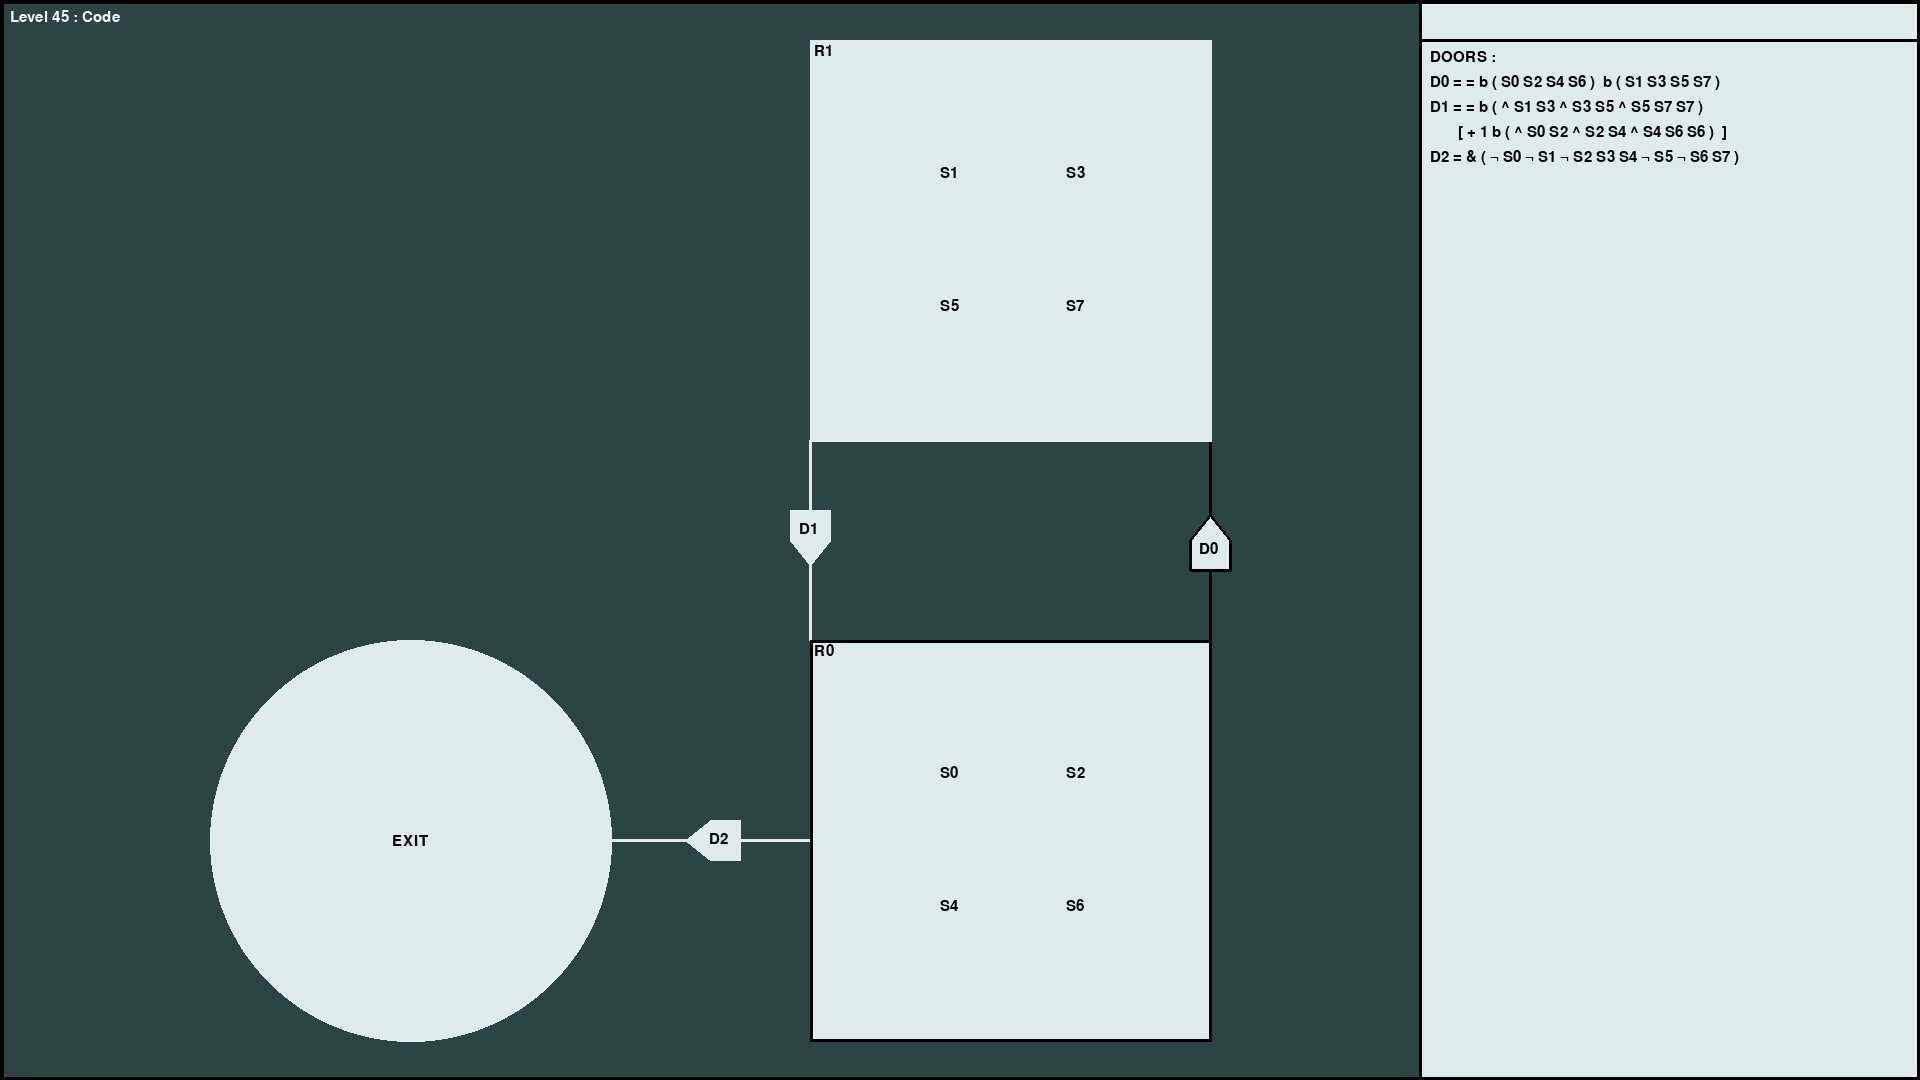 Level 45 : Code
R1
S1 S3
S5 S7
D1
D0
R0
S0 S2
D2
EXIT
S4 S6
DOORS :
D0 = = b ( S0 S2 S4 S6 ) b ( S1 S3 S5 S7 )
D1 = = b ( ^ S1 S3 ^ S3 S5 ^ S5 S7 S7 )
[ + 1 b ( ^ S0 S2 ^ S2 S4 ^ S4 S6 S6 ) ]
D2 = & ( ¬ S0 ¬ S1 ¬ S2 S3 S4 ¬ S5 ¬ S6 S7 )